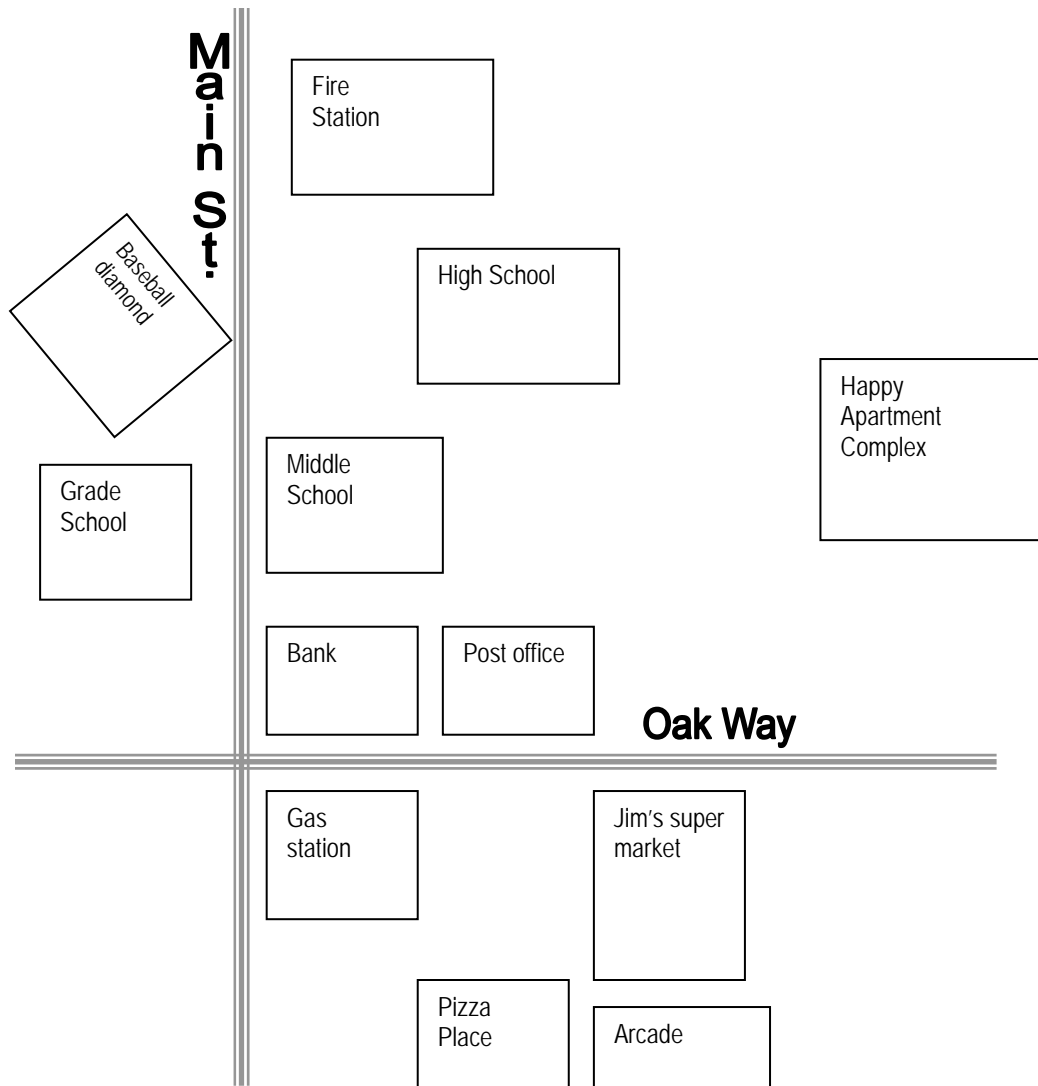 Main St.
Fire
Station
Baseball
diamond
High School
Happy
Apartment
Complex
Grade
School
Middle
School
Bank
Post office
Oak Way
Gas
station
Jim's super
market
Pizza
Place
Arcade